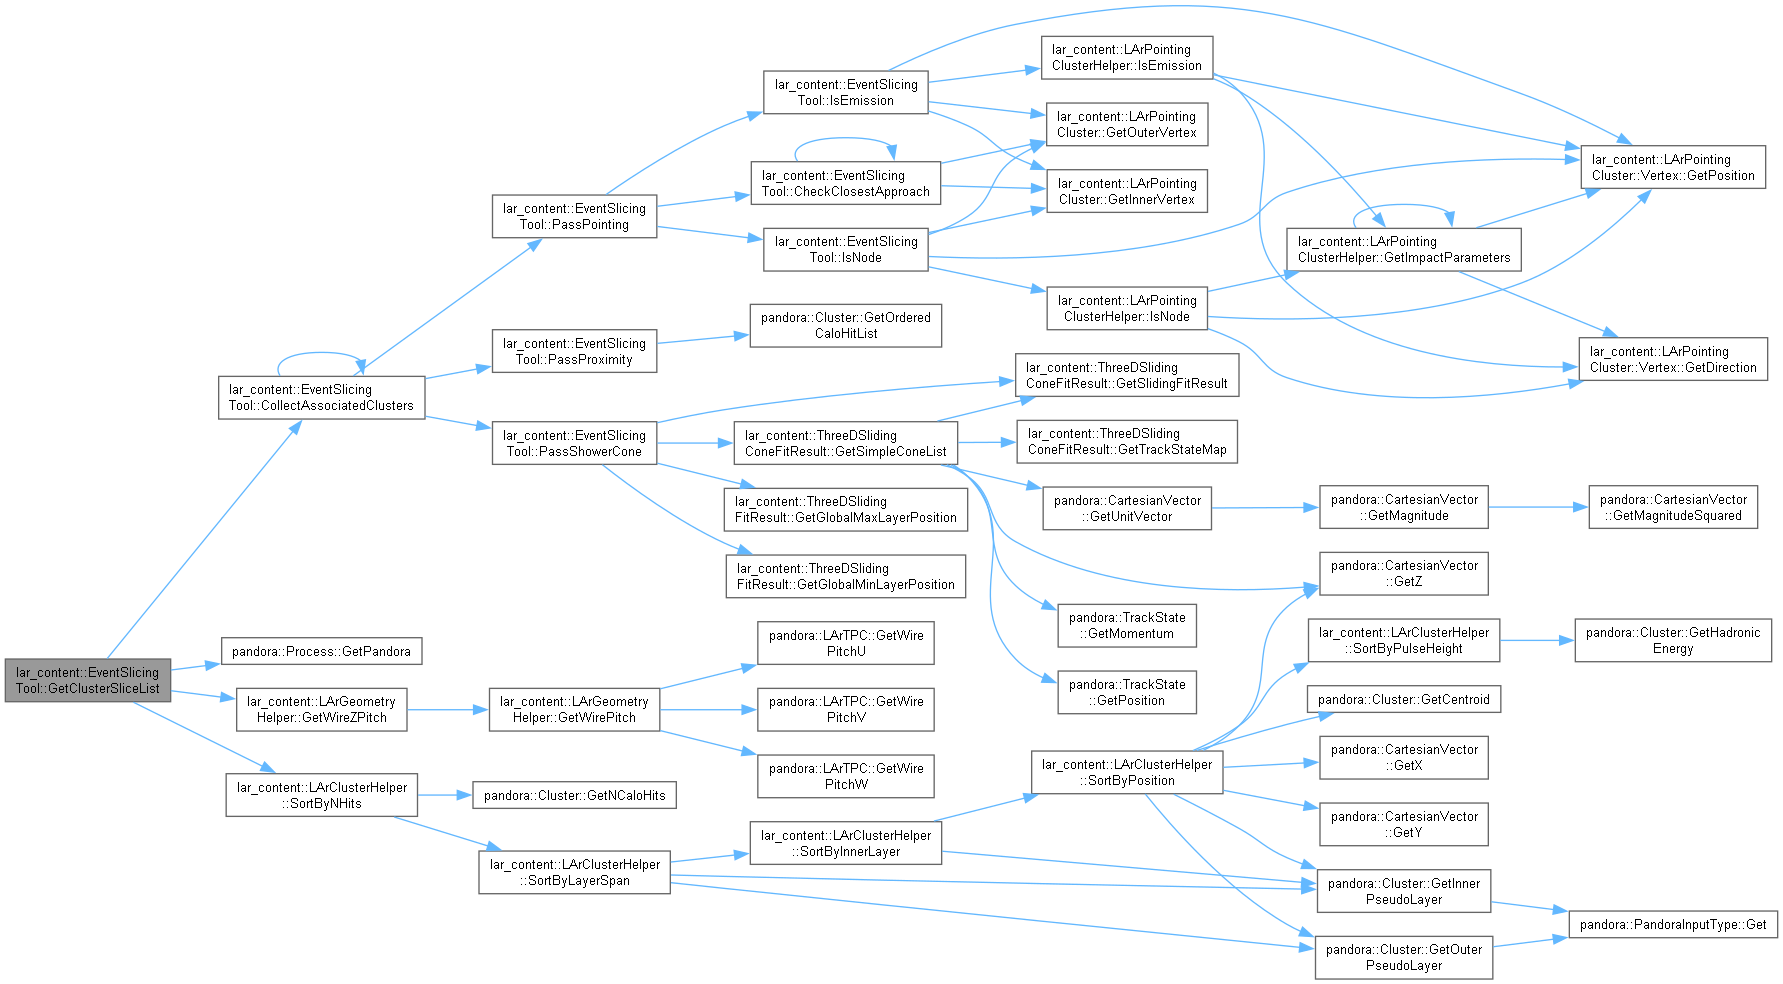 lar_content::EventSlicing
Tool::GetClusterSliceList
lar_content::EventSlicing
Tool::CollectAssociatedClusters
pandora::Process::GetPandora
lar_content::LArGeometry
Helper::GetWireZPitch
lar_content::LArClusterHelper
::SortByNHits
lar_content::EventSlicing
Tool::PassPointing
lar_content::EventSlicing
Tool::PassProximity
lar_content::EventSlicing
Tool::PassShowerCone
lar_content::LArGeometry
Helper::GetWirePitch
pandora::Cluster::GetNCaloHits
lar_content::LArClusterHelper
::SortByLayerSpan
lar_content::EventSlicing
Tool::IsEmission
lar_content::EventSlicing
Tool::CheckClosestApproach
lar_content::EventSlicing
Tool::IsNode
pandora::Cluster::GetOrdered
CaloHitList
lar_content::ThreeDSliding
ConeFitResult::GetSimpleConeList
lar_content::ThreeDSliding
FitResult::GetGlobalMaxLayerPosition
lar_content::ThreeDSliding
FitResult::GetGlobalMinLayerPosition
pandora::LArTPC::GetWire
PitchU
pandora::LArTPC::GetWire
PitchV
pandora::LArTPC::GetWire
PitchW
lar_content::LArClusterHelper
::SortByInnerLayer
lar_content::LArPointing
ClusterHelper::IsEmission
lar_content::LArPointing
Cluster::GetOuterVertex
lar_content::LArPointing
Cluster::GetInnerVertex
lar_content::LArPointing
ClusterHelper::IsNode
lar_content::ThreeDSliding
ConeFitResult::GetSlidingFitResult
lar_content::ThreeDSliding
ConeFitResult::GetTrackStateMap
pandora::CartesianVector
::GetUnitVector
pandora::TrackState
::GetMomentum
pandora::TrackState
::GetPosition
lar_content::LArClusterHelper
::SortByPosition
lar_content::LArPointing
ClusterHelper::GetImpactParameters
pandora::CartesianVector
::GetMagnitude
pandora::CartesianVector
::GetZ
lar_content::LArClusterHelper
::SortByPulseHeight
pandora::Cluster::GetCentroid
pandora::CartesianVector
::GetX
pandora::CartesianVector
::GetY
pandora::Cluster::GetInner
PseudoLayer
pandora::Cluster::GetOuter
PseudoLayer
lar_content::LArPointing
Cluster::Vertex::GetPosition
lar_content::LArPointing
Cluster::Vertex::GetDirection
pandora::CartesianVector
::GetMagnitudeSquared
pandora::Cluster::GetHadronic
Energy
pandora::PandoraInputType::Get